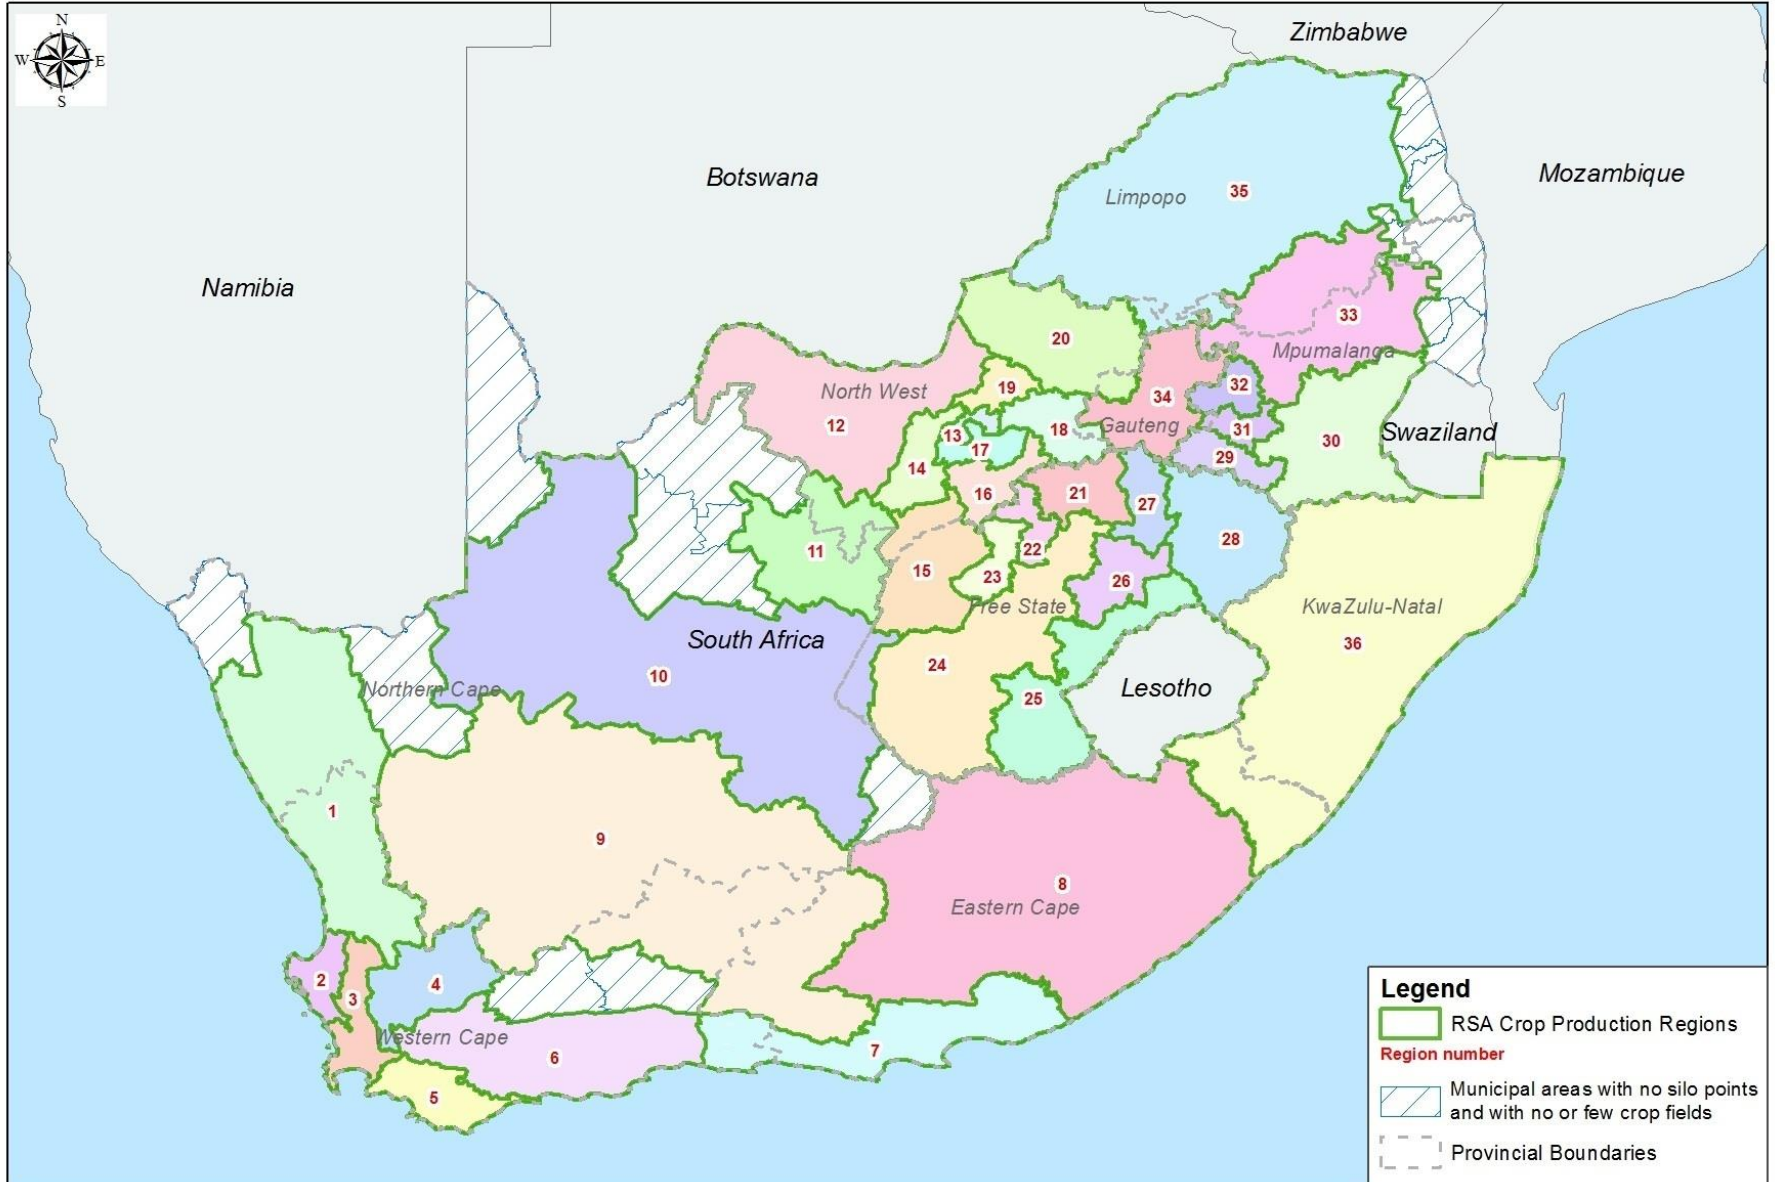 N
W E
S
Zimbabwe
Botswana
Mozambique
Limpopo
35
Namibia
33
20
Mpumalanga
32
19
North West
34
12
18
Gauteng
31
13
30
Swaziland
17
29
14
16
21
27
28
11
22
15
23
26
Free State
KwaZulu-Natal
South Africa
36
24
10
Northern Cape
Lesotho
25
1
9
8
Eastern Cape
2
4
3
Western Cape
6
7
5
Legend
RSA Crop Production Regions
Region number
Municipal areas with no silo points
and with no or few crop fields
Provincial Boundaries